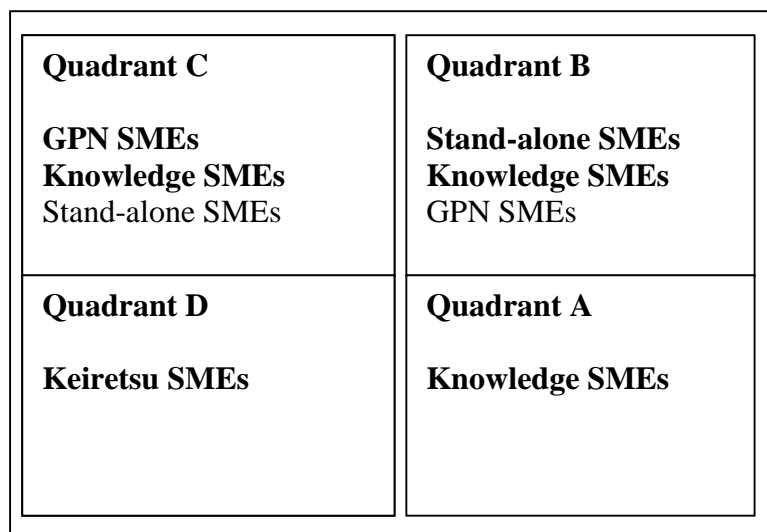 Quadrant C
GPN SMEs
Knowledge SMEs
Stand-alone SMEs
Quadrant B
Stand-alone SMEs
Knowledge SMEs
GPN SMEs
Quadrant D
Keiretsu SMEs
Quadrant A
Knowledge SMEs